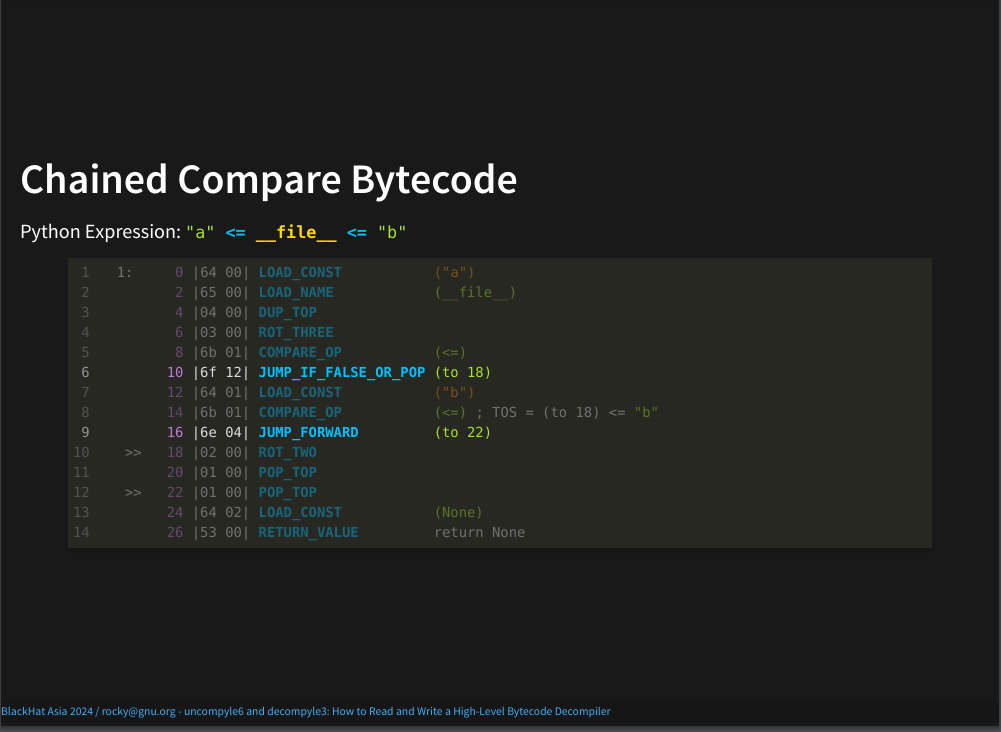 Chained Compare Bytecode
Python Expression: "a" <= __file__ <= "b"
1 1: 0 |64 00| LOAD_CONST ("a")
2 2 |65 00| LOAD_NAME (__file__)
3 4 |04 00| DUP_TOP
4 6 |03 00| ROT_THREE
5 8 |6b 01| COMPARE_OP (<=)
6 10 |6f 12| JUMP_IF_FALSE_OR_POP (to 18)
7 12 |64 01| LOAD_CONST ("b")
8 14 |6b 01| COMPARE_OP (<=) ; TOS = (to 18) <= "b"
9 16 |6e 04| JUMP_FORWARD (to 22)
10 >> 18 |02 00| ROT_TWO
11 20 |01 00| POP_TOP
12 >> 22 |01 00| POP_TOP
13 24 |64 02| LOAD_CONST (None)
14 26 |53 00| RETURN_VALUE return None
BlackHat Asia 2024 / rocky@gnu.org - uncompyle6 and decompyle3: How to Read and Write a High-Level Bytecode Decompiler